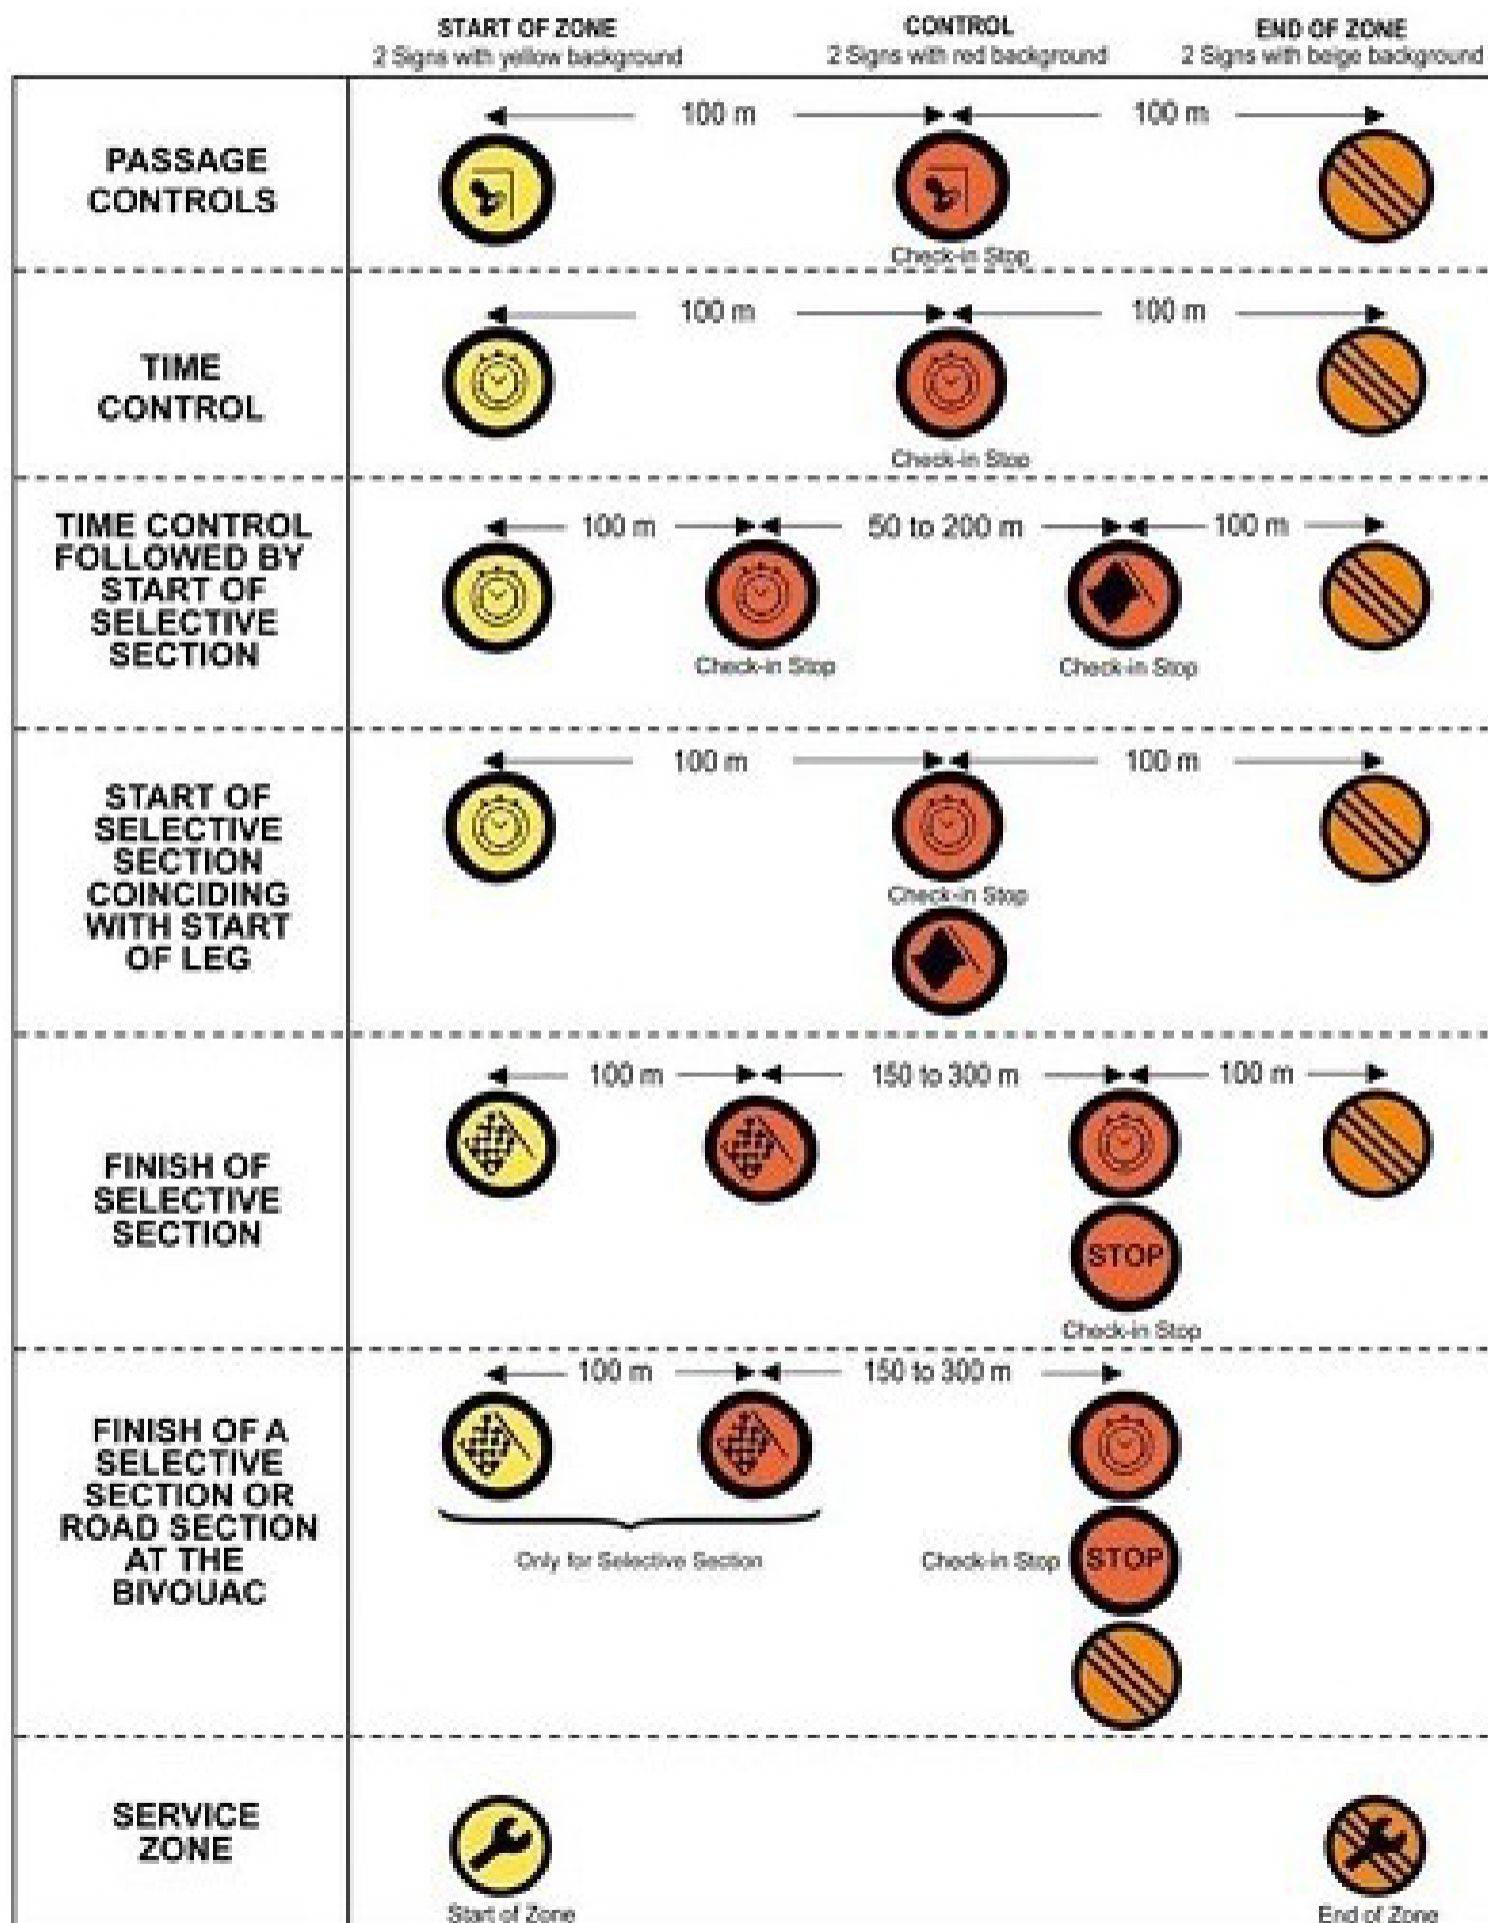 START OF ZONE
2 Signs with yellow background
CONTROL
2 Signs with red background
END OF ZONE
2 Signs with beige background
PASSAGE
CONTROLS
100 m
100 m
Check-in Stop
TIME
CONTROL
100 m
100 m
Check-in Stop
TIME CONTROL
FOLLOWED BY
START OF
SELECTIVE
SECTION
100 m
50 to 200 m
100 m
Check-in Stop
Check-in Stop
START OF
SELECTIVE
SECTION
COINCIDING
WITH START
OF LEG
100 m
100 m
Check-in Stop
FINISH OF
SELECTIVE
SECTION
100 m
150 to 300 m
100 m
STOP
Check-in Stop
FINISH OF A
SELECTIVE
SECTION OR
ROAD SECTION
AT THE
BIVOUAC
100 m
150 to 300 m
Only for Selective Section
Check-in Stop
STOP
SERVICE
ZONE
Start of Zone
End of Zone